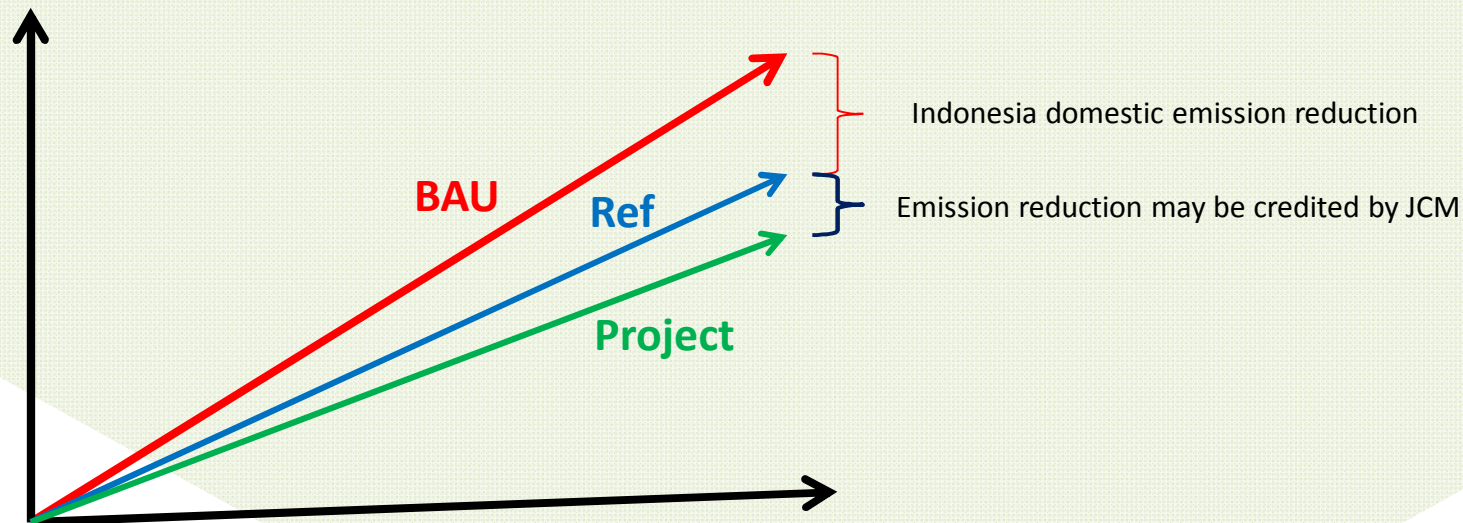 Indonesia domestic emission reduction
BAU
Ref
Emission reduction may be credited by JCM
Project